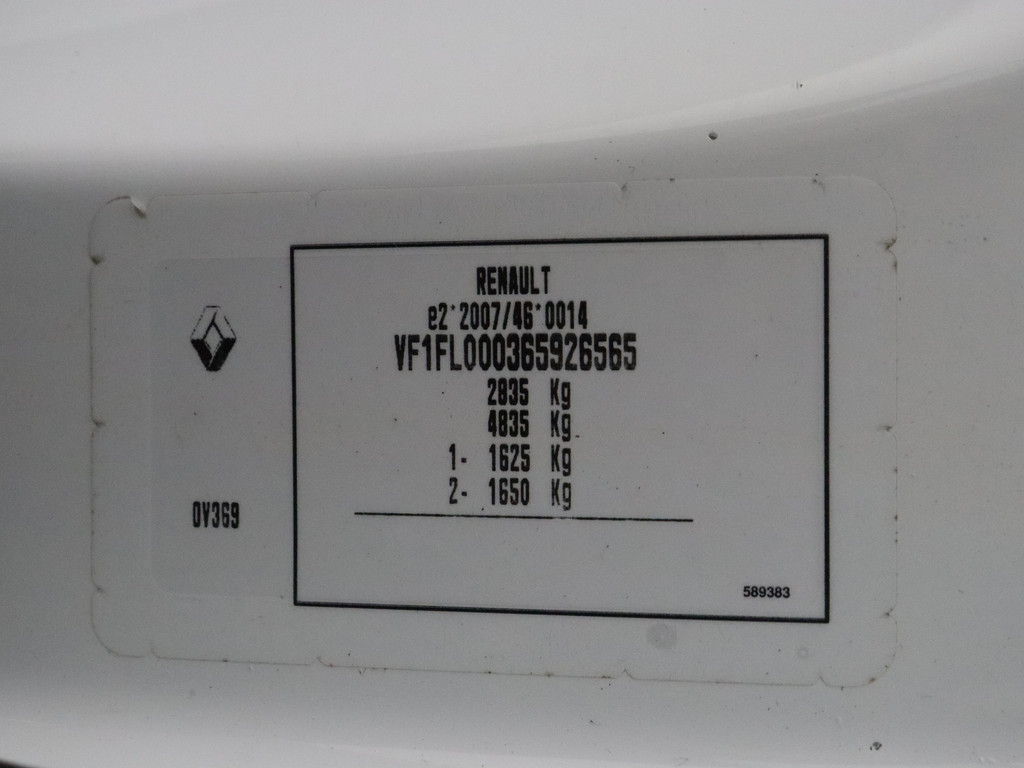 RENAULT
e2*2007/46*0014
VF1FL000365926565
2835 Kg
4835 Kg
1- 1625 Kg
2- 1650 Kg
0V369
589383